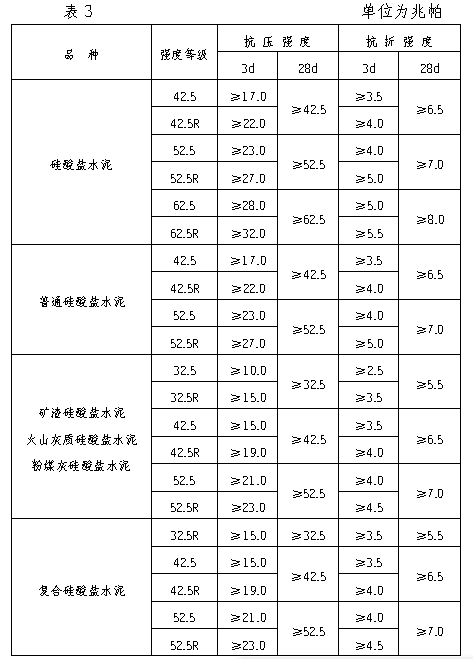 表 3 单位为兆帕
品 种 强度等级 抗 压 强 度 抗 折 强 度
3d 28d 3d 28d
硅酸盐水泥 42.5 ≥17.0 ≥42.5 ≥3.5 ≥6.5
42.5R ≥22.0 ≥4.0
52.5 ≥23.0 ≥52.5 ≥4.0 ≥7.0
52.5R ≥27.0 ≥5.0
62.5 ≥28.0 ≥62.5 ≥5.0 ≥8.0
62.5R ≥32.0 ≥5.5
普通硅酸盐水泥 42.5 ≥17.0 ≥42.5 ≥3.5 ≥6.5
42.5R ≥22.0 ≥4.0
52.5 ≥23.0 ≥52.5 ≥4.0 ≥7.0
52.5R ≥27.0 ≥5.0
矿渣硅酸盐水泥
火山灰质硅酸盐水泥
粉煤灰硅酸盐水泥
32.5 ≥10.0 ≥32.5 ≥2.5 ≥5.5
32.5R ≥15.0 ≥3.5
42.5 ≥15.0 ≥42.5 ≥3.5 ≥6.5
42.5R ≥19.0 ≥4.0
52.5 ≥21.0 ≥52.5 ≥4.0 ≥7.0
52.5R ≥23.0 ≥4.5
复合硅酸盐水泥 32.5R ≥15.0 ≥32.5 ≥3.5 ≥5.5
42.5 ≥15.0 ≥42.5 ≥3.5 ≥6.5
42.5R ≥19.0 ≥4.0
52.5 ≥21.0 ≥52.5 ≥4.0 ≥7.0
52.5R ≥23.0 ≥4.5